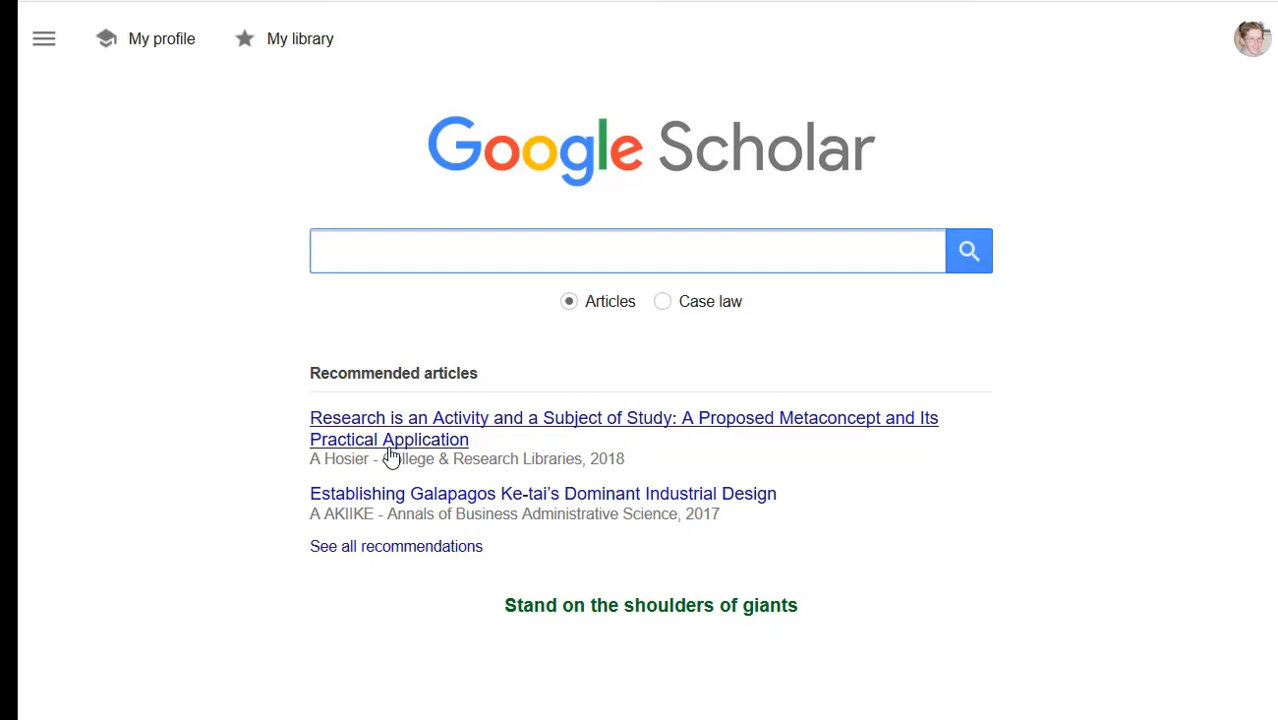 My profile My library
Google Scholar
Articles Case law
Recommended articles
Research is an Activity and a Subject of Study: A Proposed Metaconcept and Its
Practical Application
A Hosier - College & Research Libraries, 2018
Establishing Galapagos Ke-tai’s Dominant Industrial Design
A AKIIKE - Annals of Business Administrative Science, 2017
See all recommendations
Stand on the shoulders of giants